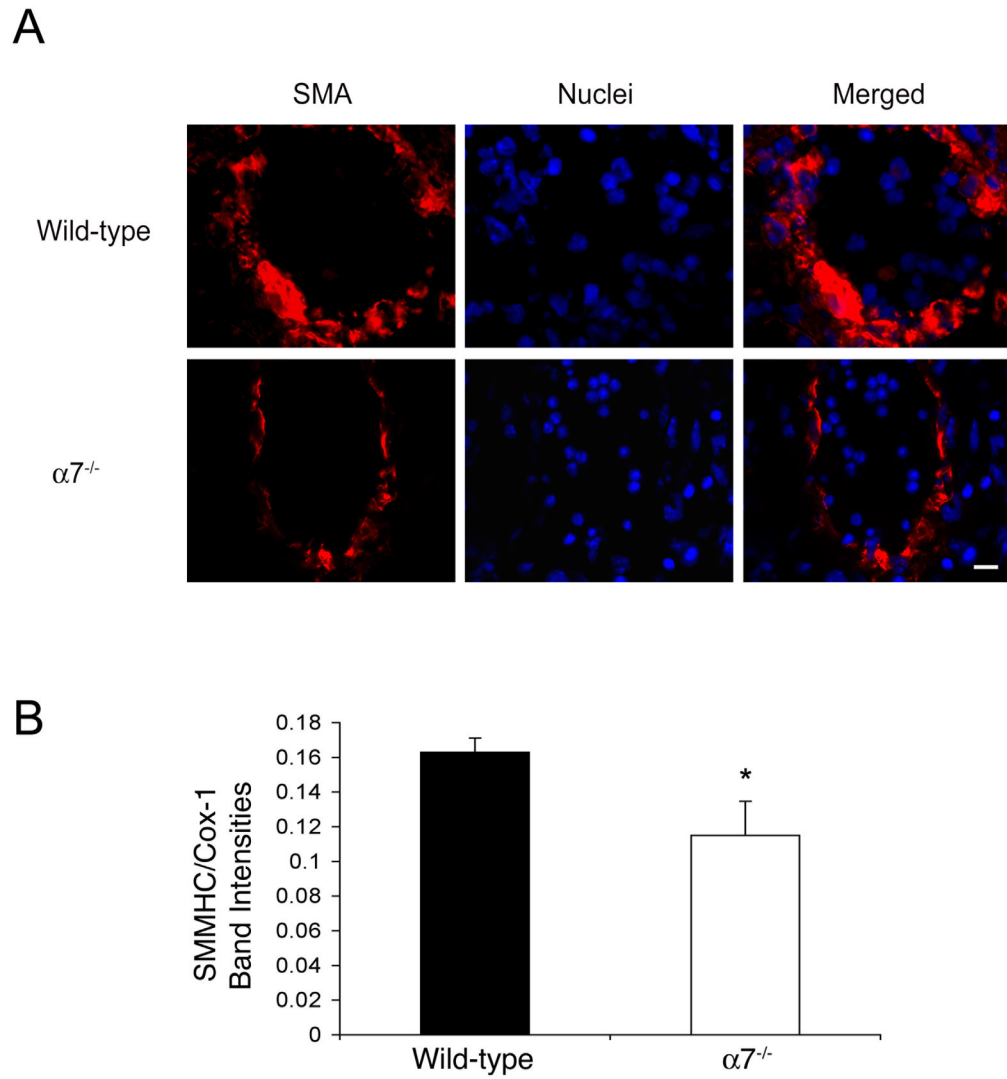 A
SMA Nuclei Merged
Wild-type
α7-/-
B
0.18
0.16
0.14
0.12
0.1
0.08
0.06
0.04
0.02
0
SMMHC/Cox-1
Band Intensities
*
Wild-type α7-/-